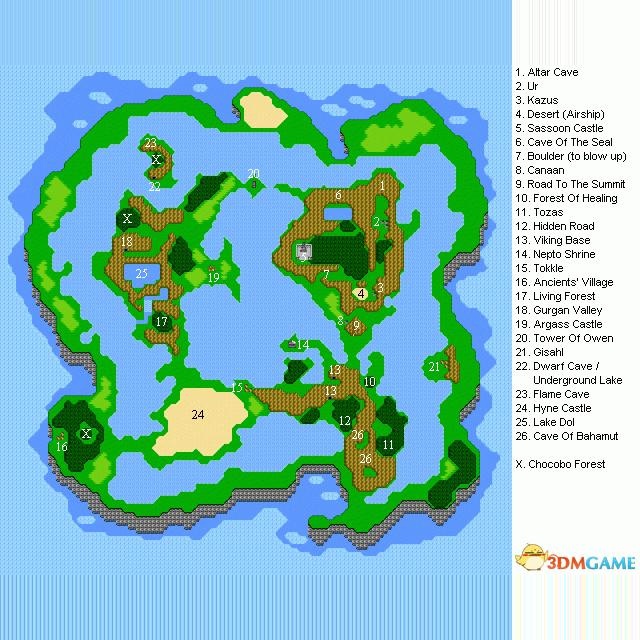 1. Altar Cave
2. Ur
3. Kazus
4. Desert (Airship)
5. Sassoon Castle
6. Cave Of The Seal
7. Boulder (to blow up)
8. Canaan
9. Road To The Summit
10. Forest Of Healing
11. Tozas
12. Hidden Road
13. Viking Base
14. Nepto Shrine
15. Tokkle
16. Ancients' Village
17. Living Forest
18. Gurgan Valley
19. Argass Castle
20. Tower Of Owen
21. Gisahl
22. Dwarf Cave /
Underground Lake
23. Flame Cave
24. Hyne Castle
25. Lake Dol
26. Cave Of Bahamut
X. Chocobo Forest
23
X
22
20
6
1
X
2
18
5
25
19
7
4
3
17
8
9
14
13
21
15
13
10
24
12
16
X
26
11
26
3DMGAME